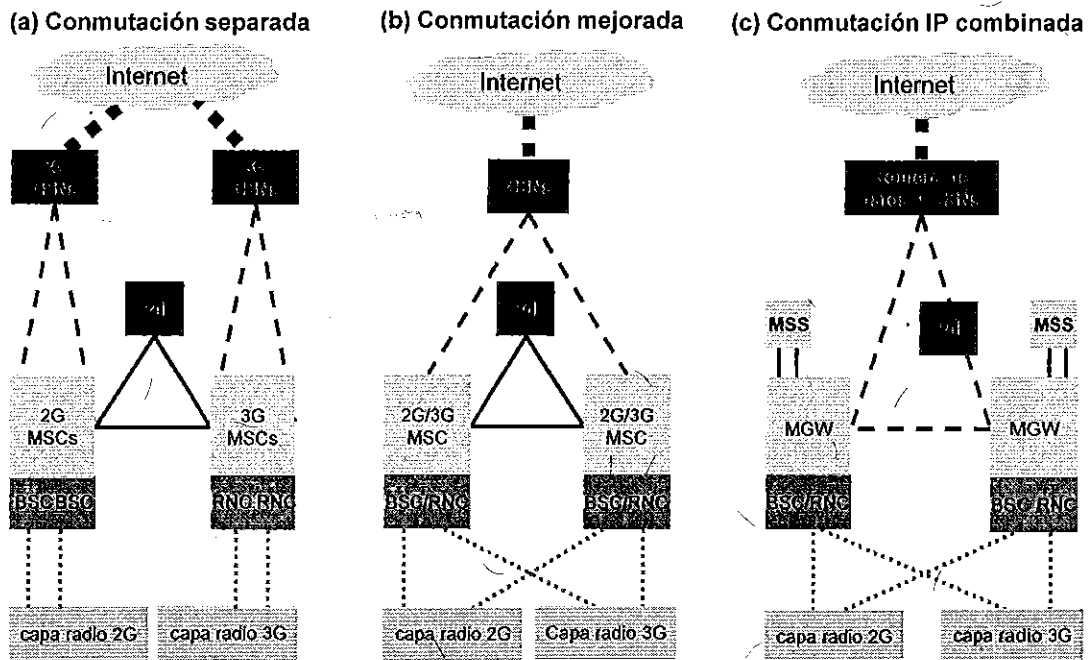 (a) Conmutación separada
(b) Conmutación mejorada
(c) Conmutación IP combinada
Internet
Internet
Internet
MSS
MSS
2G
MSCs
3G
MSCs
2G/3G
MSC
2G/3G
MSC
MGW
MGW
BSC BSC
RNC RNC
BSC/RNC
BSC/RNC
BSC/RNC
BSC/RNC
capa radio 2G
capa radio 3G
capa radio 2G
Capa radio 3G
capa radio 2G
capa radio 3G